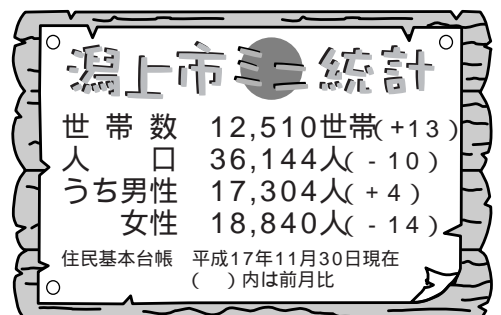 潟上市ミニ統計
世帯数 12,510世帯(+13)
人口 36,144人(-10)
うち男性 17,304人(+4)
女性 18,840人(-14)
住民基本台帳 平成17年11月30日現在
( )内は前月比